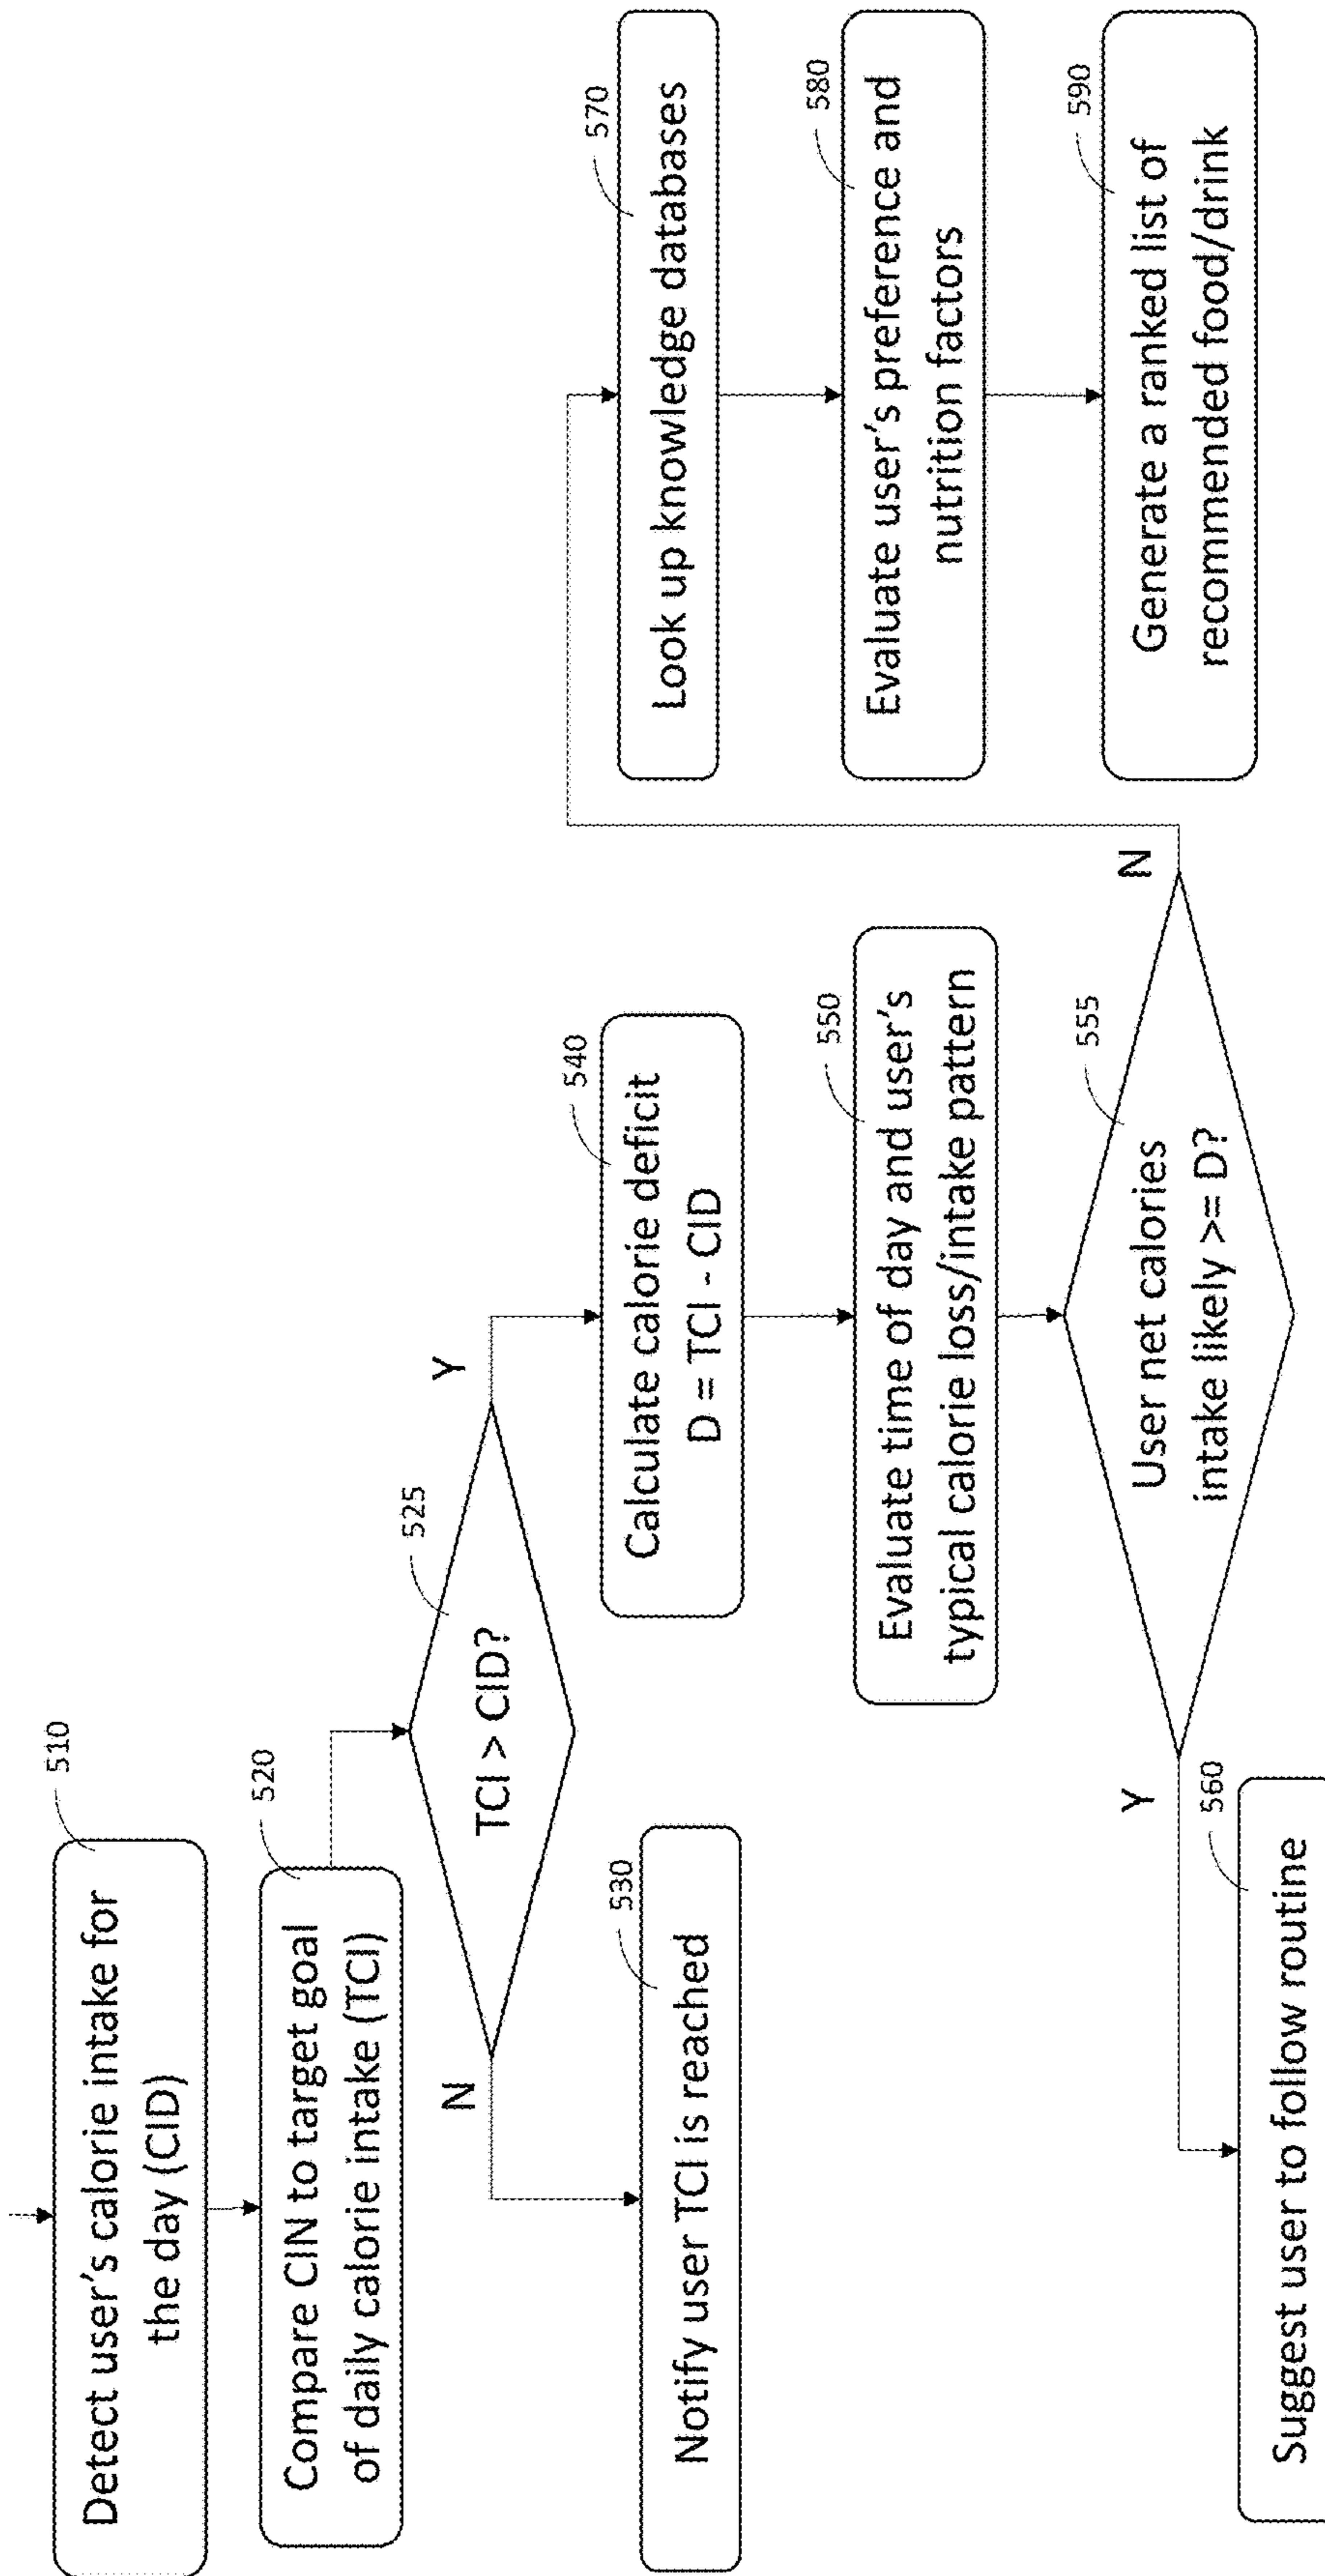 510
Detect user's calorie intake for
the day (CID)
520
Compare CIN to target goal
of daily calorie intake (TCI)
525
TCI > CID?
N
Y
530
Notify user TCI is reached
540
Calculate calorie deficit
D = TCI - CID
550
Evaluate time of day and user's
typical calorie loss/intake pattern
555
User net calories
intake likely >= D?
Y
N
560
Suggest user to follow routine
570
Look up knowledge databases
580
Evaluate user's preference and
nutrition factors
590
Generate a ranked list of
recommended food/drink